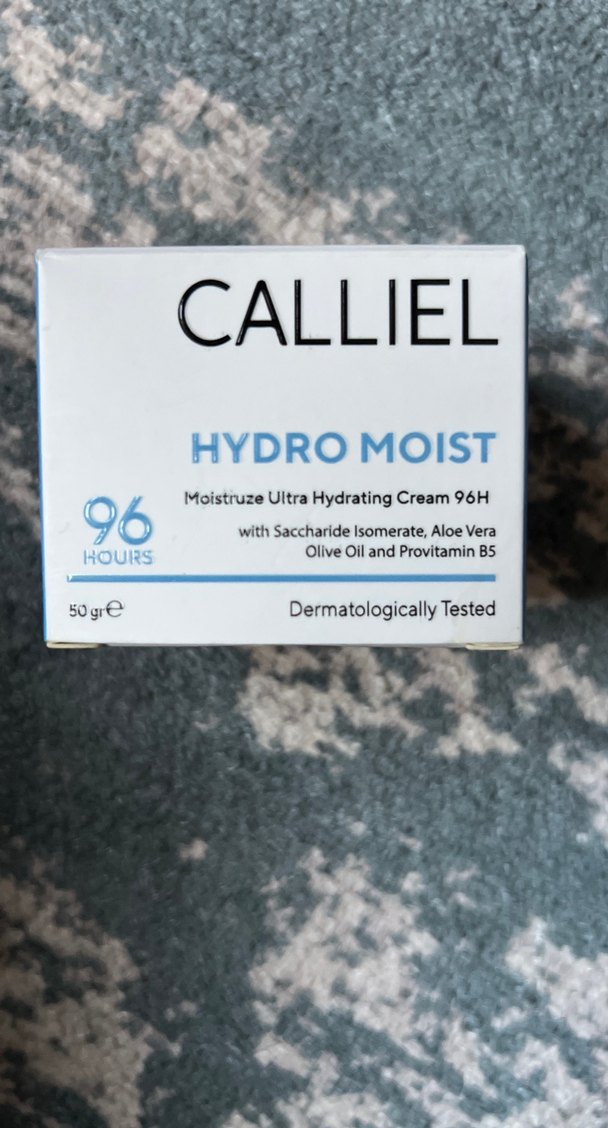 CALLIEL
HYDRO MOIST
Moistruze Ultra Hydrating Cream 96H
96
HOURS
with Saccharide Isomerate, Aloe Vera
Olive Oil and Provitamin B5
50 gr℮
Dermatologically Tested